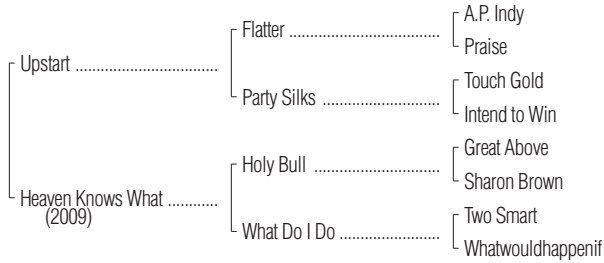 A.P. Indy
Flatter ..................................
Praise
Upstart ................................
Touch Gold
Party Silks ...........................
Intend to Win
Great Above
Holy Bull ............................
Sharon Brown
Heaven Knows What ...........
(2009)
Two Smart
What Do I Do ......................
Whatwouldhappenif